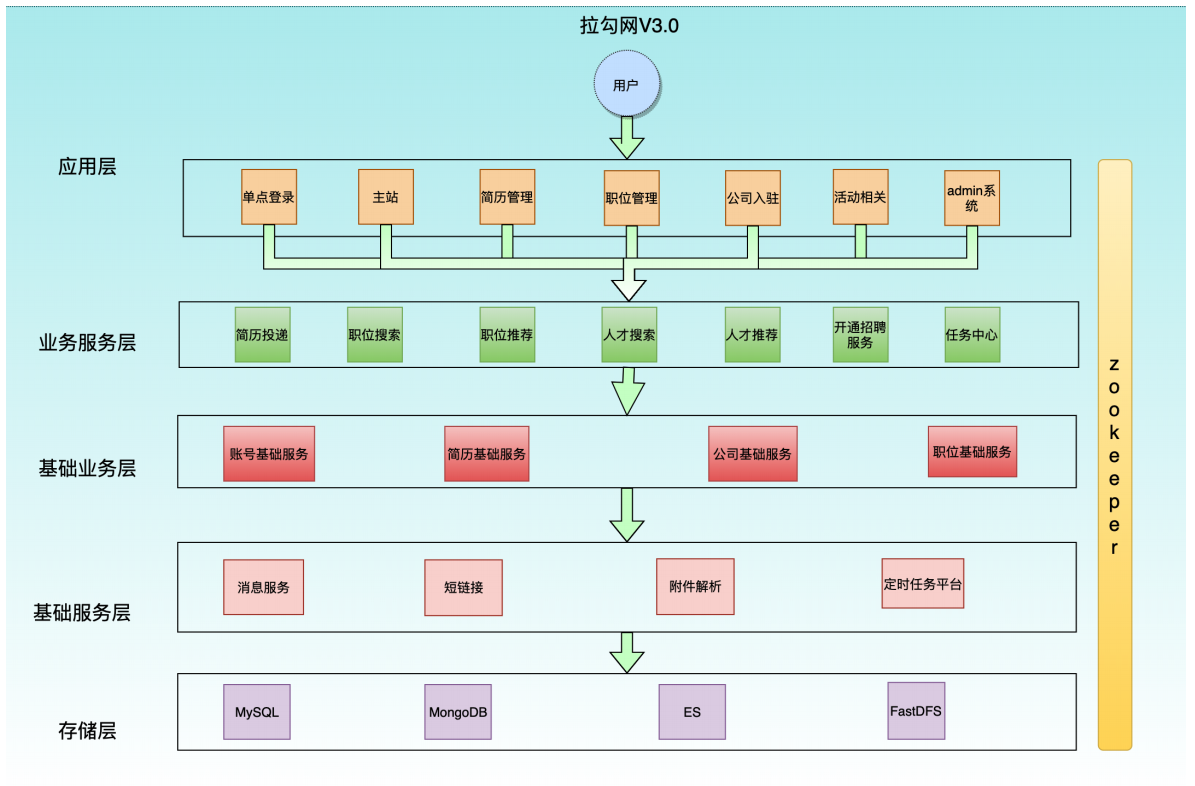 拉勾网V3.0
用户
应用层
单点登录
主站
简历管理
职位管理
公司入驻
活动相关
admin系
统
业务服务层
简历投递
职位搜索
职位推荐
人才搜索
人才推荐
开通招聘
服务
任务中心
基础业务层
账号基础服务
简历基础服务
公司基础服务
职位基础服务
基础服务层
消息服务
短链接
附件解析
定时任务平台
存储层
MySQL
MongoDB
ES
FastDFS
zookeeper